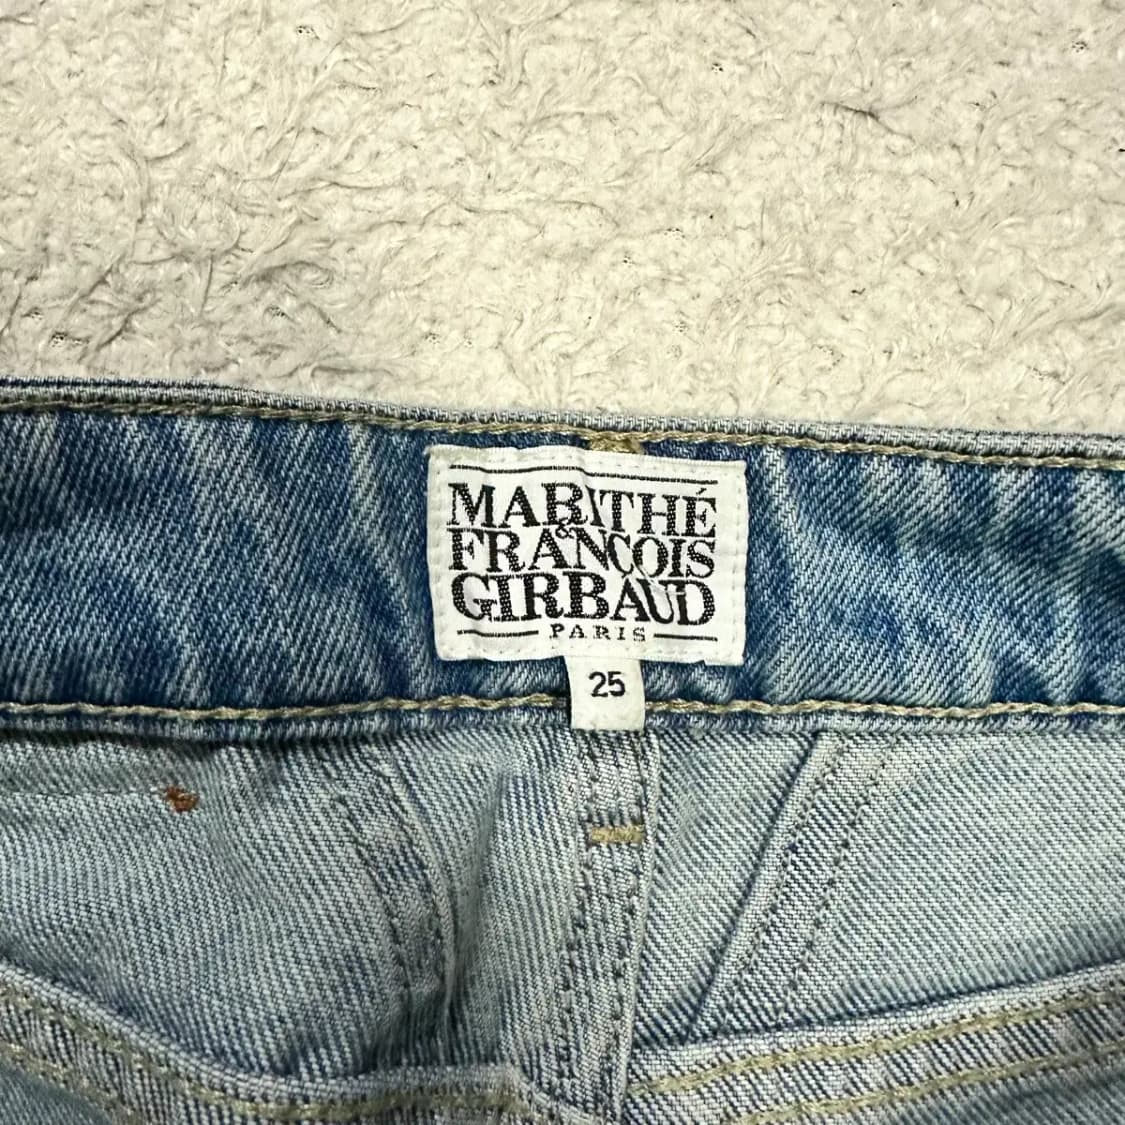 MARITHÉ
&
FRANÇOIS
GIRBAUD
PARIS
25